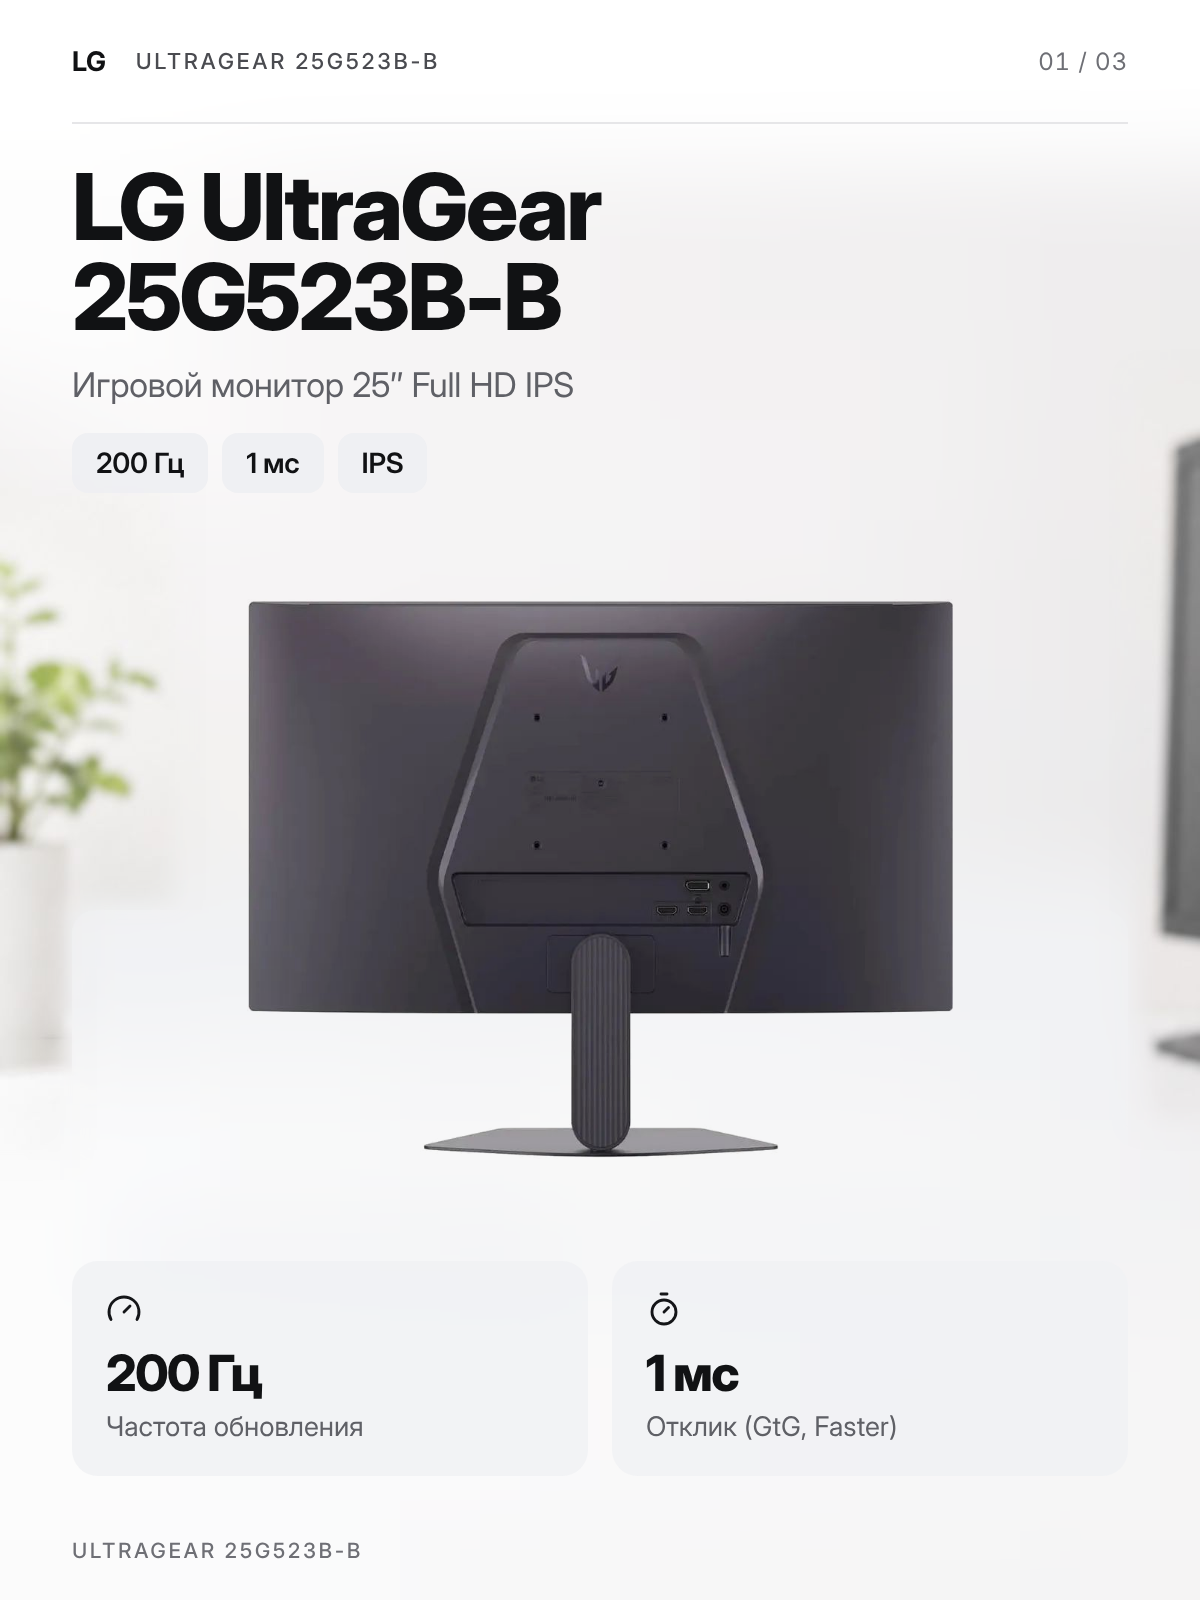 LG ULTRAGEAR 25G523B-B 01 / 03
LG UltraGear
25G523B-B
Игровой монитор 25″ Full HD IPS
200 Гц 1 мс IPS
200 Гц
Частота обновления
1 мс
Отклик (GtG, Faster)
ULTRAGEAR 25G523B-B